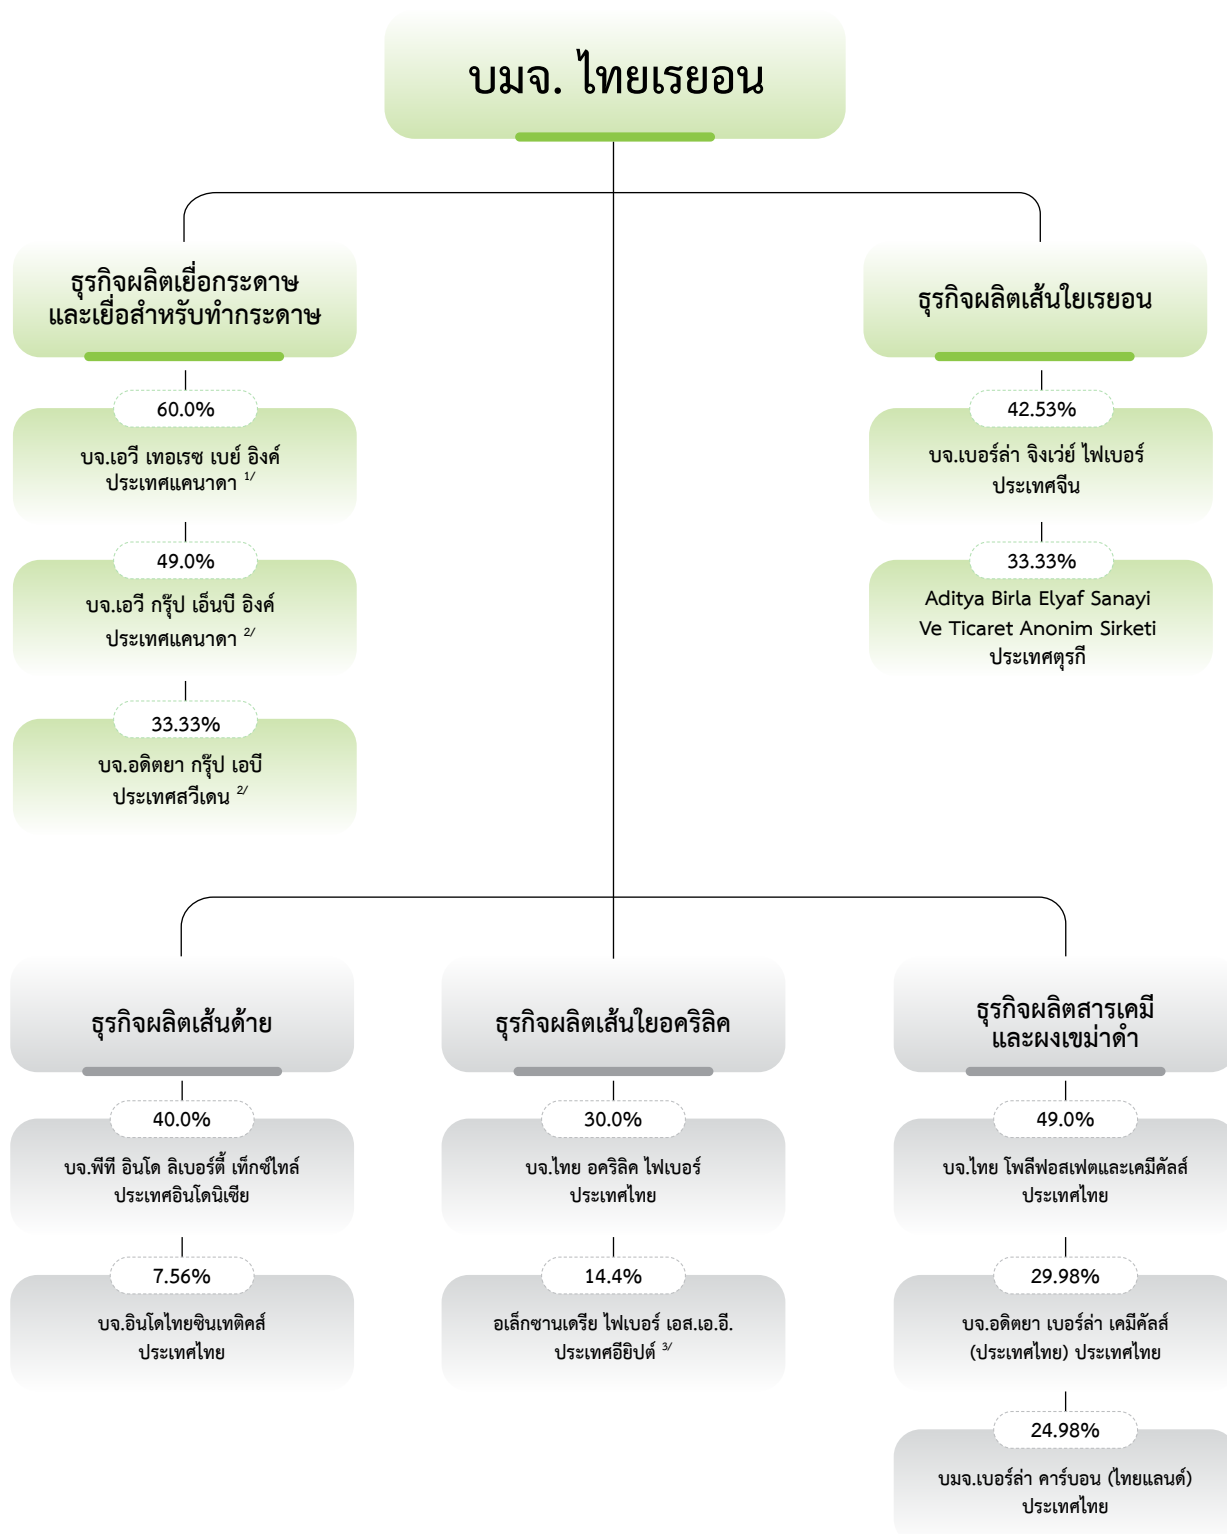 บมจ. ไทยเรยอน
ธุรกิจผลิตเยื่อกระดาษ
และเยื่อสำหรับทำกระดาษ
60.0%
บจ.เอวี เทอเรซ เบย์ อิงค์
ประเทศแคนาดา 1/
49.0%
บจ.เอวี กรุ๊ป เอ็นบี อิงค์
ประเทศแคนาดา 2/
33.33%
บจ.อดิตยา กรุ๊ป เอบี
ประเทศสวีเดน 2/
ธุรกิจผลิตเส้นใยเรยอน
42.53%
บจ.เบอร์ล่า จิงเว่ย์ ไฟเบอร์
ประเทศจีน
33.33%
Aditya Birla Elyaf Sanayi
Ve Ticaret Anonim Sirketi
ประเทศตุรกี
ธุรกิจผลิตเส้นด้าย
40.0%
บจ.พีที อินโด ลิเบอร์ตี้ เท็กซ์ไทล์
ประเทศอินโดนิเซีย
7.56%
บจ.อินโดไทยซินเทติคส์
ประเทศไทย
ธุรกิจผลิตเส้นใยอคริลิค
30.0%
บจ.ไทย อคริลิค ไฟเบอร์
ประเทศไทย
14.4%
อเล็กซานเดรีย ไฟเบอร์ เอส.เอ.อี.
ประเทศอียิปต์ 3/
ธุรกิจผลิตสารเคมี
และผงเขม่าดำ
49.0%
บจ.ไทย โพลีฟอสเฟตและเคมีคัลส์
ประเทศไทย
29.98%
บจ.อดิตยา เบอร์ล่า เคมีคัลส์
(ประเทศไทย) ประเทศไทย
24.98%
บมจ.เบอร์ล่า คาร์บอน (ไทยแลนด์)
ประเทศไทย